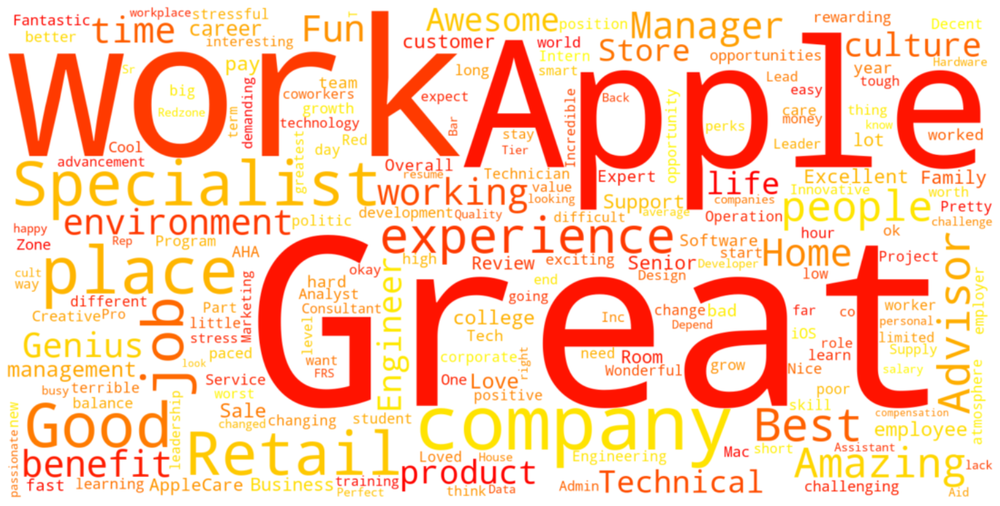 Fantastic
workplace
stressful
better
time
career
interesting
Fun
T
Awesome
position
Manager
rewarding
Decent
customer
world
Store
culture
work
Apple
Sr
pay
long
Intern
smart
opportunities
year
Hardware
big
demanding
team
coworkers
expect
Incredible
Back
Lead
easy
tough
Redzone
term
growth
technology
Bar
stay
Tier
opportunity
perks
care
money
thing
know
Cool
greatest
day
Red
Leader
lot
worked
advancement
Overall
resume
Technician
Expert
life
Excellent
Family
Specialist
working
value
looking
Support
average
companies
Innovative
worth
people
Pretty
environment
politic
development
Quality
difficult
Operation
challenge
happy
Zone
Rep
Program
AHA
experience
Software
start
Home
hour
ok
Project
place
high
Review
exciting
Senior
Developer
cult
way
okay
Great
Design
low
Advisor
employer
different
job
hard
Analyst
Consultant
Engineer
end
going
worker
Creative
Pro
Part
little
stress
Marketing
level
college
Inc
change
Depend
bad
far
co
personal
limited
Genius
paced
Tech
iOS
role
Supply
management
look
want
FRS
corporate
right
need
Room
Wonderful
grow
learn
Nice
salary
busy
terrible
balance
Service
worst
One
Love
positive
poor
skill
atmosphere
passionate
new
Good
leadership
Sale
changed
changing
student
company
Best
compensation
employee
benefit
Retail
Loved
House
Engineering
Mac
short
Assistant
Amazing
lack
fast
learning
AppleCare
Business
training
Perfect
product
think
Data
Admin
Technical
challenging
Aid